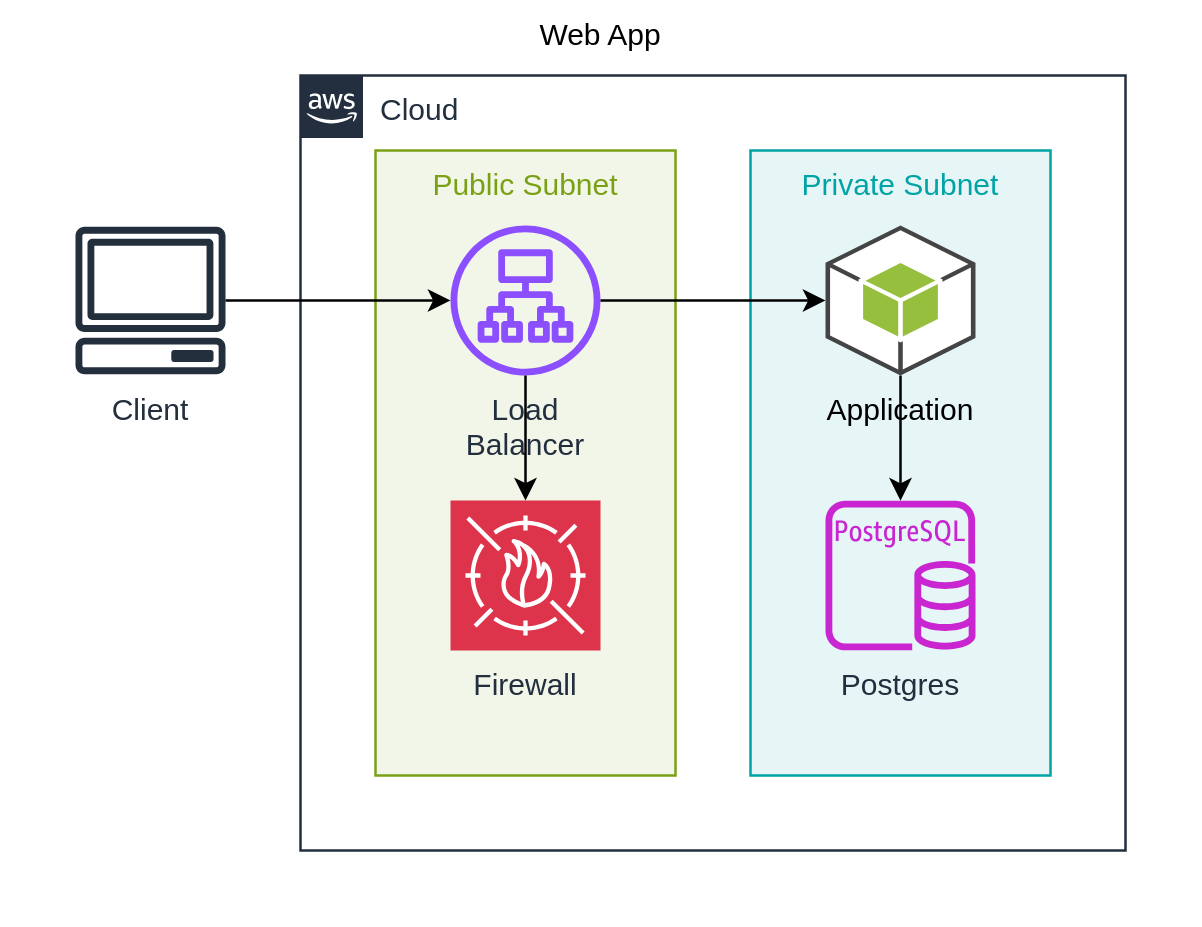 Web App
aws
Cloud
Public Subnet
Private Subnet
Client
Load
Balancer
Application
PostgreSQL
Firewall
Postgres